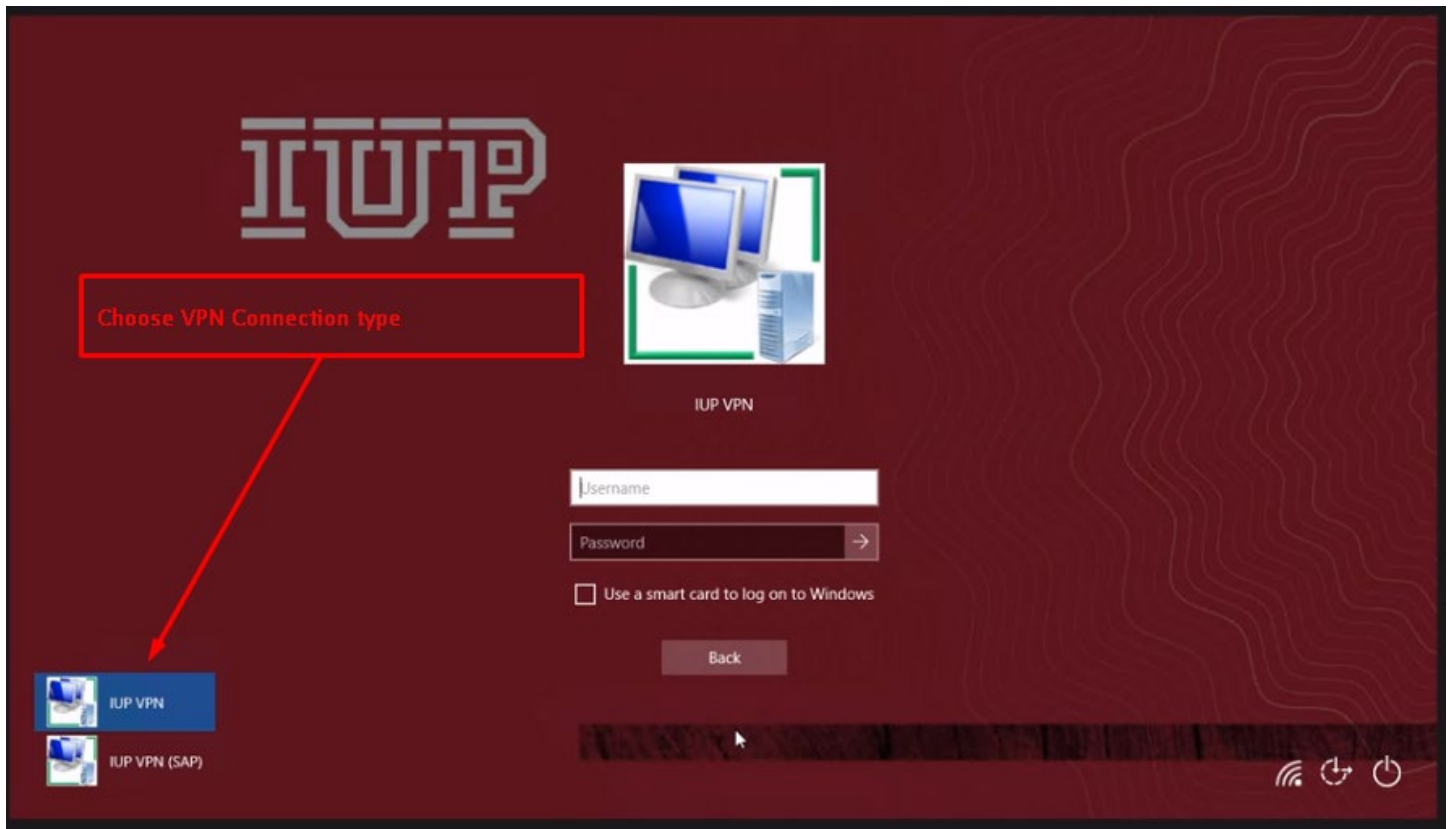 IUP
Choose VPN Connection type
IUP VPN
Username
Password
Use a smart card to log on to Windows
Back
IUP VPN
IUP VPN (SAP)